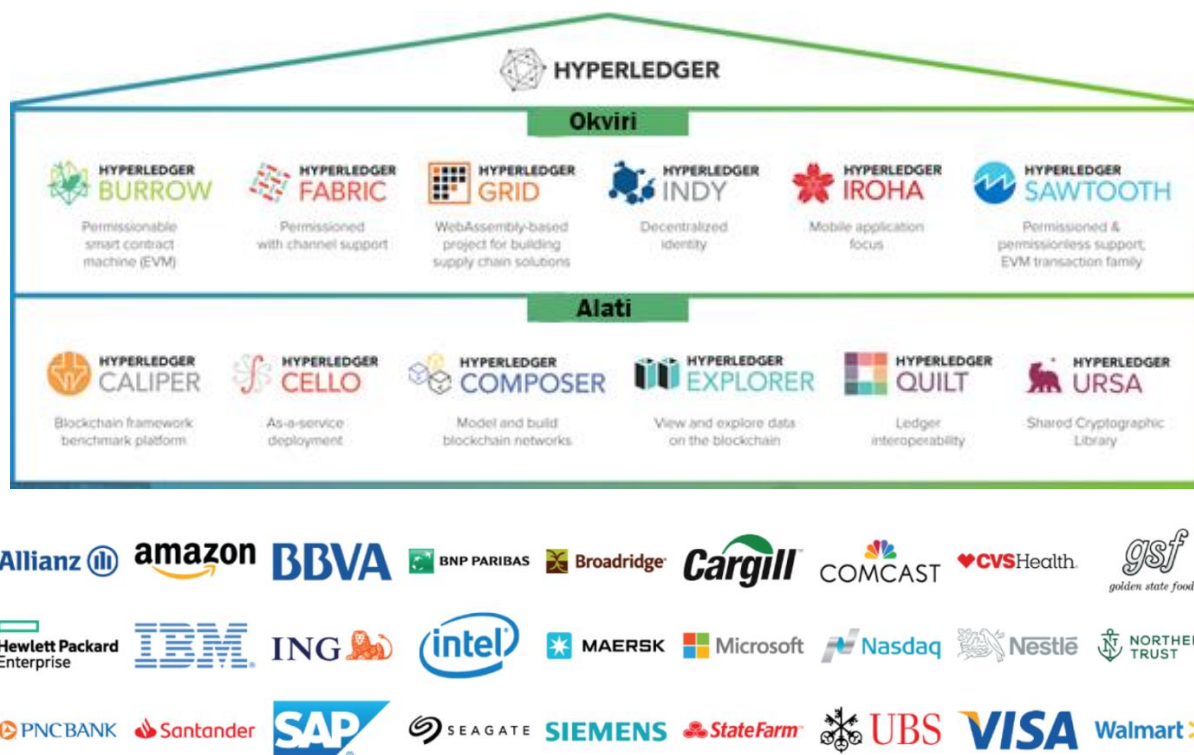 HYPERLEDGER
Okviri
HYPERLEDGER BURROW
Permissionable
smart contract
machine (EVM)
HYPERLEDGER FABRIC
Permissioned
with channel support
HYPERLEDGER GRID
WebAssembly-based
project for building
supply chain solutions
HYPERLEDGER INDY
Decentralized
identity
HYPERLEDGER IROHA
Mobile application
focus
HYPERLEDGER SAWTOOTH
Permissioned &
permissionless support;
EVM transaction family
Alati
HYPERLEDGER CALIPER
Blockchain framework
benchmark platform
HYPERLEDGER CELLO
As-a-service
deployment
HYPERLEDGER COMPOSER
Model and build
blockchain networks
HYPERLEDGER EXPLORER
View and explore data
on the blockchain
HYPERLEDGER QUILT
Ledger
interoperability
HYPERLEDGER URSA
Shared Cryptographic
Library
Allianz amazon BBVA BNP PARIBAS Broadridge Cargill COMCAST CVSHealth gsf
golden state food
Hewlett Packard
Enterprise
IBM ING intel MAERSK Microsoft Nasdaq Nestlé NORTHER
TRUST
PNC BANK Santander SAP SEAGATE SIEMENS StateFarm UBS VISA Walmart